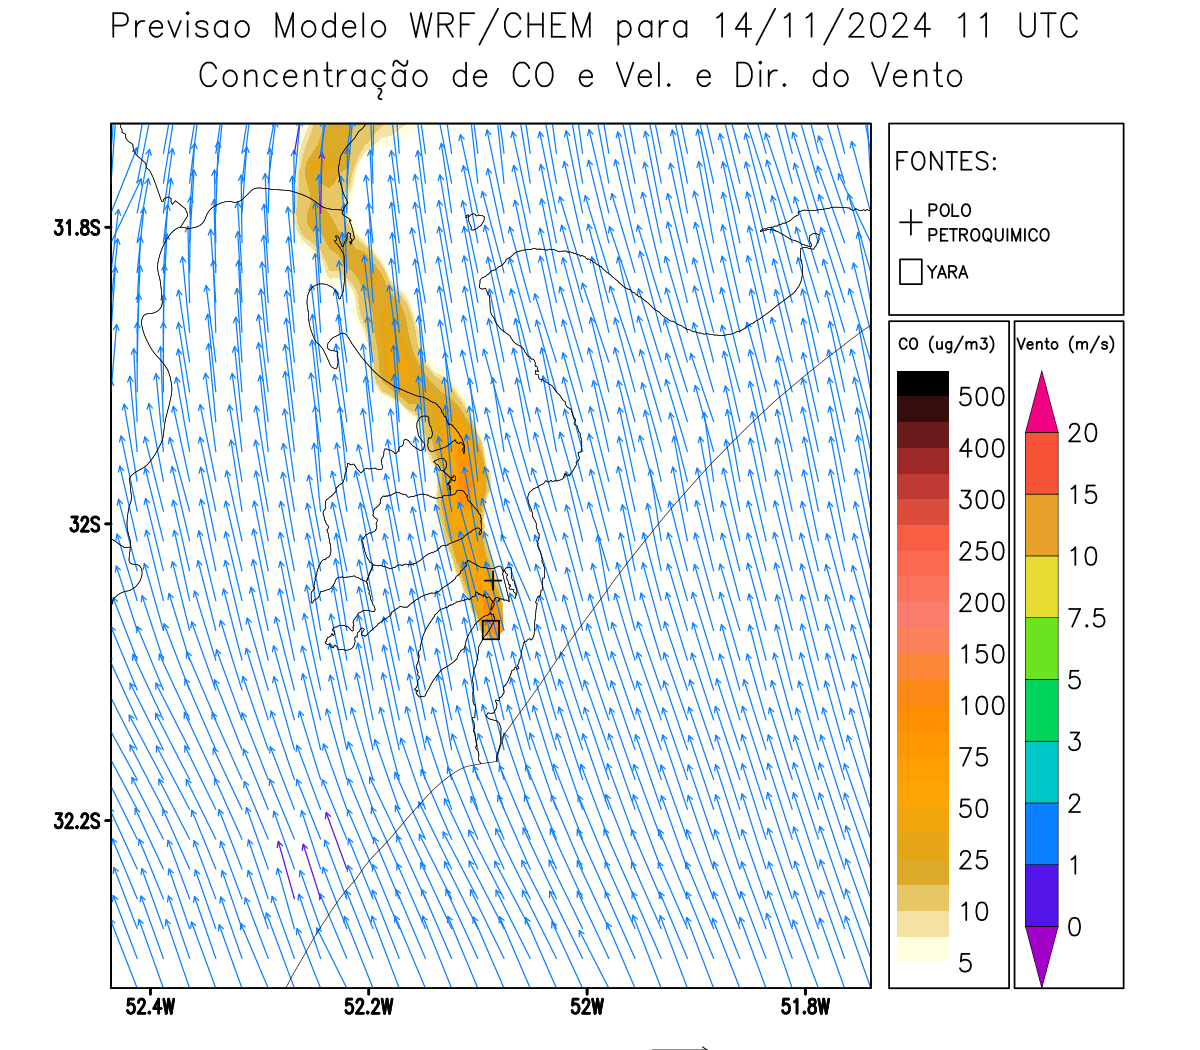 Previsao Modelo WRF/CHEM para 14/11/2024 11 UTC
Concentração de CO e Vel. e Dir. do Vento
FONTES:
POLO
PETROQUIMICO
YARA
CO (ug/m3)
500
400
300
250
200
150
100
75
50
25
10
5
Vento (m/s)
20
15
10
7.5
5
3
2
1
0
31.8S
32S
32.2S
52.4W
52.2W
52W
51.8W